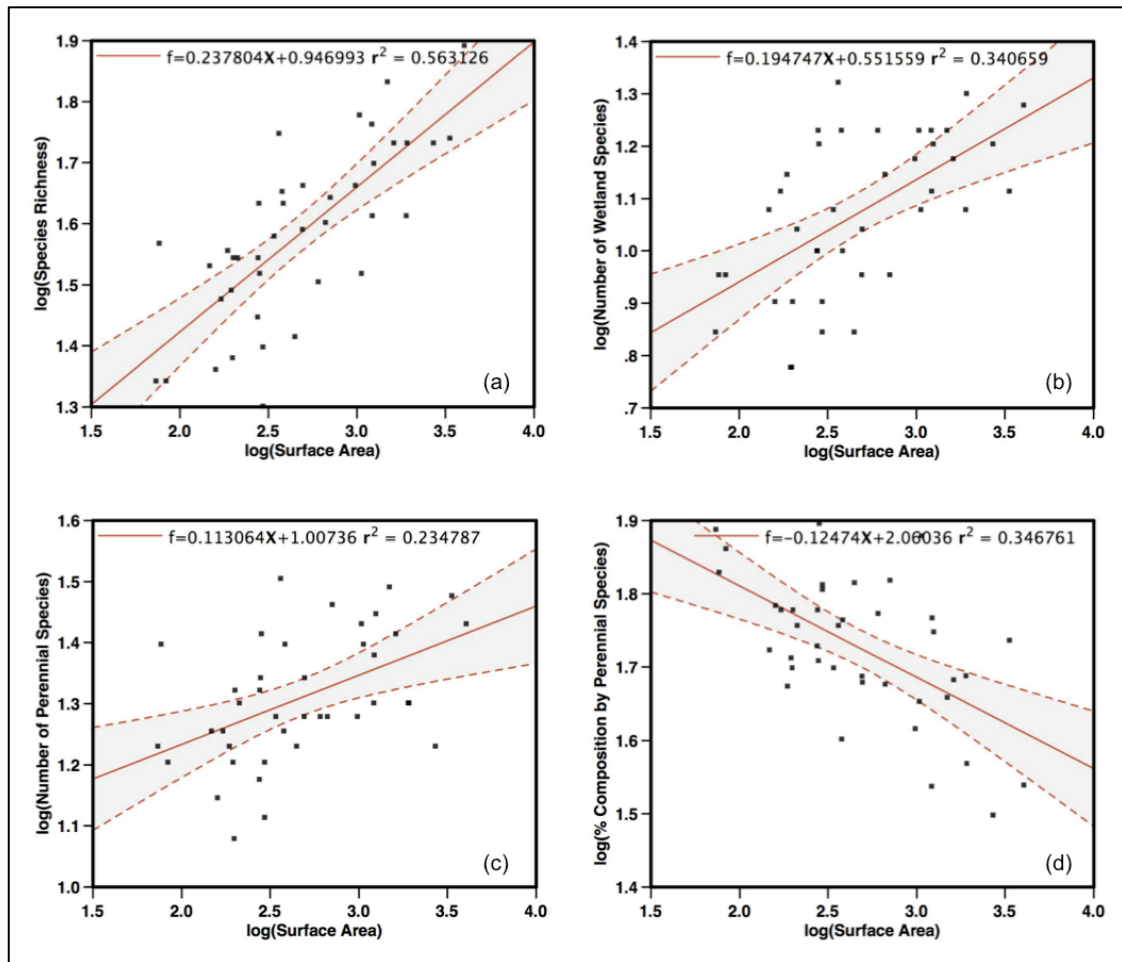 f=0.237804X+0.946993 r² = 0.563126
1.9
1.8
1.7
1.6
1.5
1.4
1.3
log(Species Richness)
(a)
1.5 2.0 2.5 3.0 3.5 4.0
log(Surface Area)
f=0.194747X+0.551559 r² = 0.340659
1.4
1.3
1.2
1.1
1.0
.9
.8
.7
log(Number of Wetland Species)
(b)
1.5 2.0 2.5 3.0 3.5 4.0
log(Surface Area)
f=0.113064X+1.00736 r² = 0.234787
1.6
1.5
1.4
1.3
1.2
1.1
1.0
log(Number of Perennial Species)
(c)
1.5 2.0 2.5 3.0 3.5 4.0
log(Surface Area)
f=–0.12474X+2.06036 r² = 0.346761
1.9
1.8
1.7
1.6
1.5
1.4
log(% Composition by Perennial Species)
(d)
1.5 2.0 2.5 3.0 3.5 4.0
log(Surface Area)